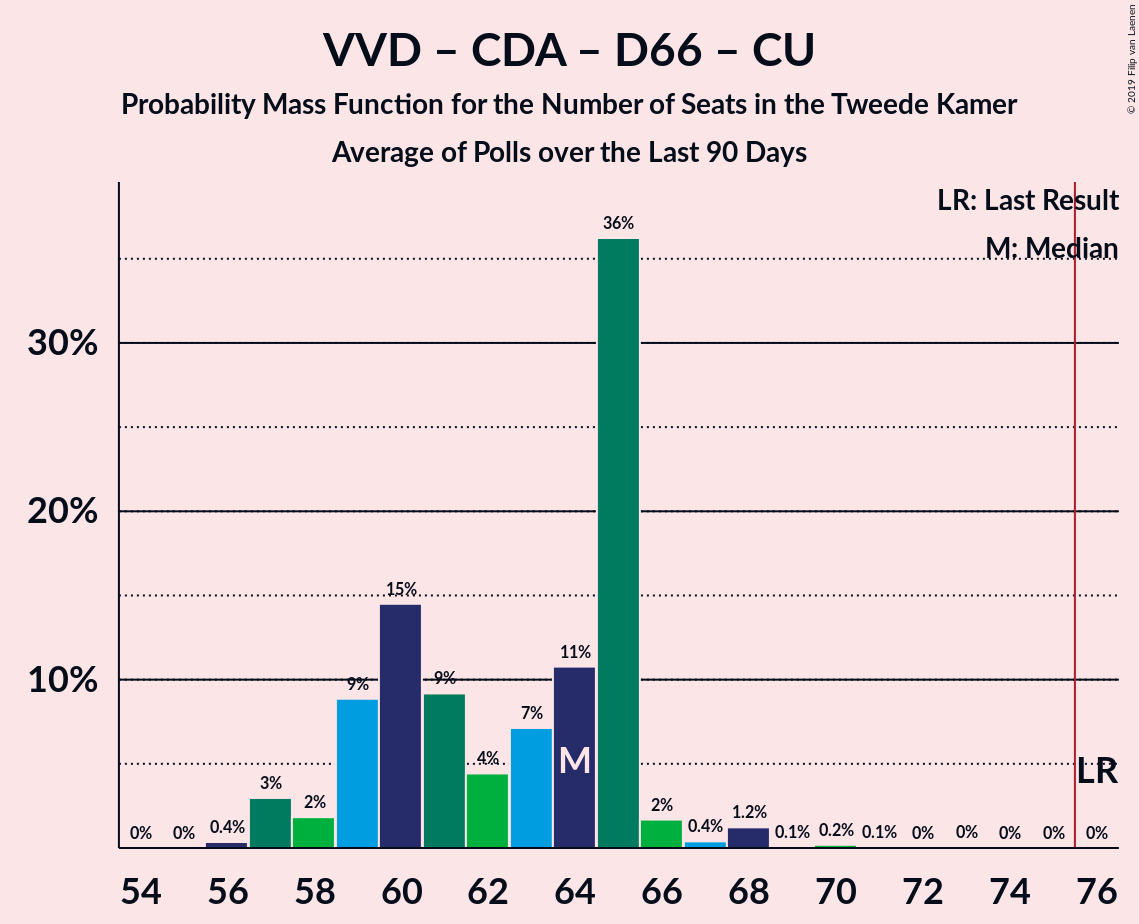 VVD – CDA – D66 – CU
Probability Mass Function for the Number of Seats in the Tweede Kamer
Average of Polls over the Last 90 Days
© 2019 Filip van Laenen
LR: Last Result
M: Median
30%
20%
10%
0%
0%
0.4%
3%
2%
9%
15%
9%
4%
7%
11%
36%
2%
0.4%
1.2%
0.1%
0.2%
0.1%
0%
0%
0%
0%
0%
M
LR
54 56 58 60 62 64 66 68 70 72 74 76